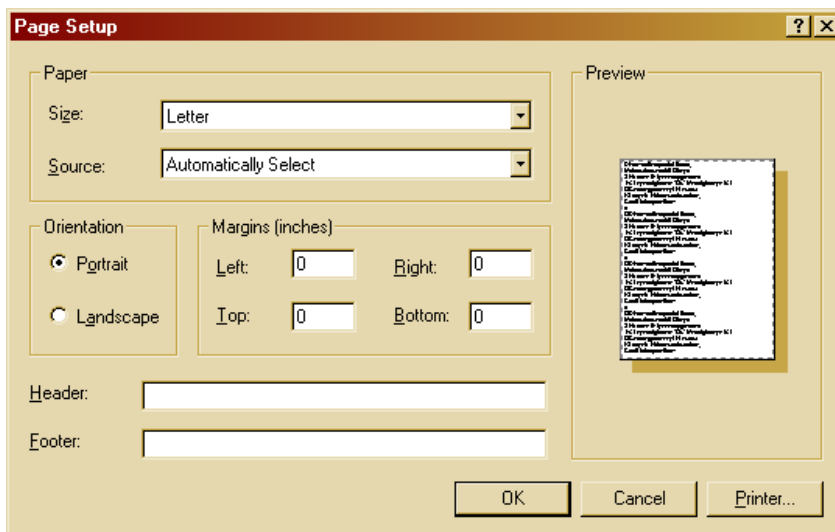 Page Setup
Paper
Size:
Letter
Source:
Automatically Select
Orientation
Portrait
Landscape
Margins (inches)
Left: 0 Right: 0
Top: 0 Bottom: 0
Header:
Footer:
Preview
OK Cancel Printer...